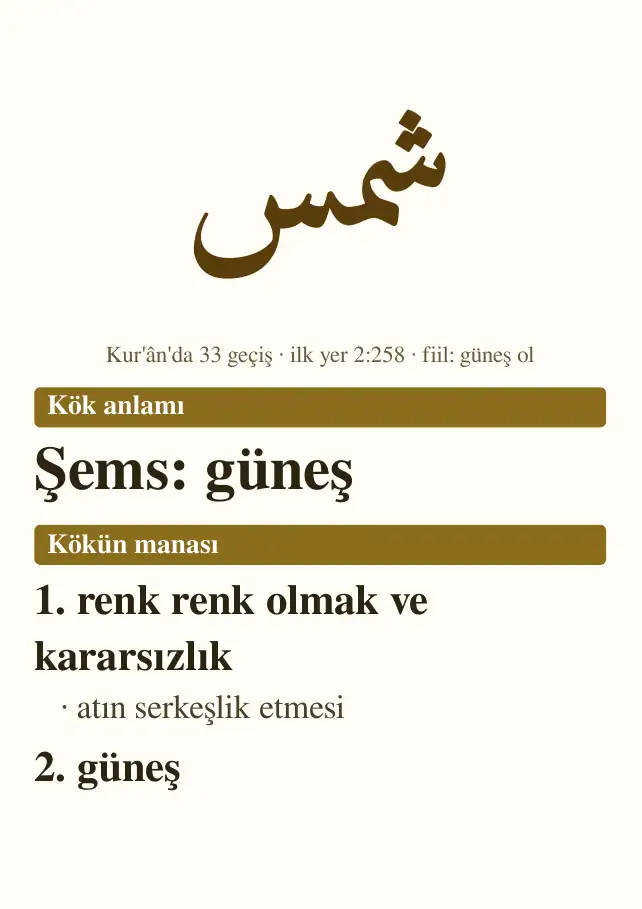 شمس
Kur'ân'da 33 geçiş · ilk yer 2:258 · fiil: güneş ol
Kök anlamı
Şems: güneş
Kökün manası
1. renk renk olmak ve
kararsızlık
· atın serkeşlik etmesi
2. güneş